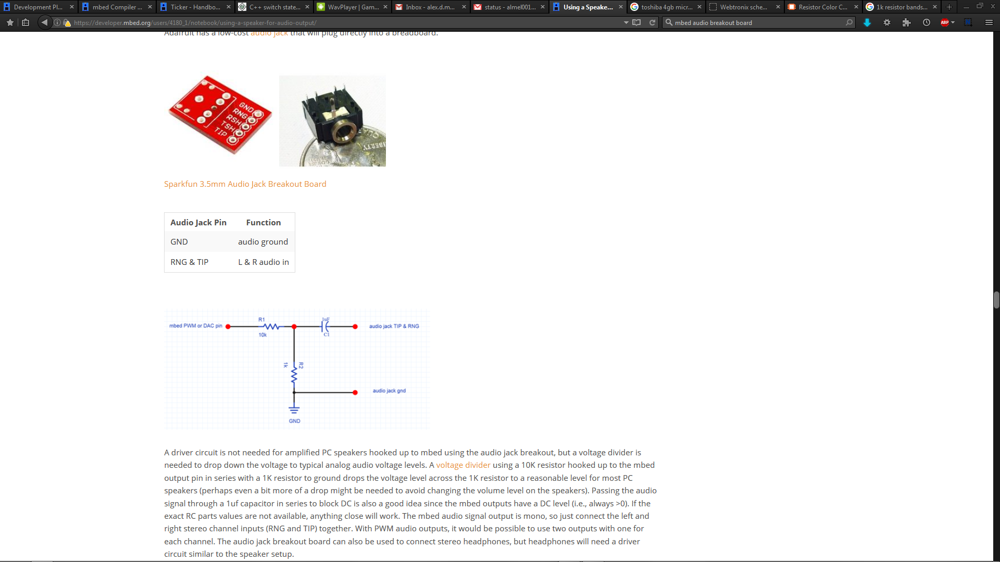 Development Pl...
mbed Compiler ...
Ticker - Handbo...
C++ switch state...
WavPlayer | Gam...
Inbox - alex.d.m...
status - almel001...
Using a Speake...
toshiba 4gb micr...
Webtronix sche...
Resistor Color C...
1k resistor bands...
https://developer.mbed.org/users/4180_1/notebook/using-a-speaker-for-audio-output/
mbed audio breakout board
ABP
Adafruit has a low-cost audio jack that will plug directly into a breadboard.
GND
RNG
RSH
TSH
TIP
Sparkfun 3.5mm Audio Jack Breakout Board
Audio Jack Pin Function
GND audio ground
RNG & TIP L & R audio in
R1
1uF
mbed PWM or DAC pin
audio jack TIP & RNG
10k
C1
1k
R2
audio jack gnd
GND
A driver circuit is not needed for amplified PC speakers hooked up to mbed using the audio jack breakout, but a voltage divider is
needed to drop down the voltage to typical analog audio voltage levels. A voltage divider using a 10K resistor hooked up to the mbed
output pin in series with a 1K resistor to ground drops the voltage level across the 1K resistor to a reasonable level for most PC
speakers (perhaps even a bit more of a drop might be needed to avoid changing the volume level on the speakers). Passing the audio
signal through a 1uf capacitor in series to block DC is also a good idea since the mbed outputs have a DC level (i.e., always >0). If the
exact RC parts values are not available, anything close will work. The mbed audio signal output is mono, so just connect the left and
right stereo channel inputs (RNG and TIP) together. With PWM audio outputs, it would be possible to use two outputs with one for
each channel. The audio jack breakout board can also be used to connect stereo headphones, but headphones will need a driver
circuit similar to the speaker setup.